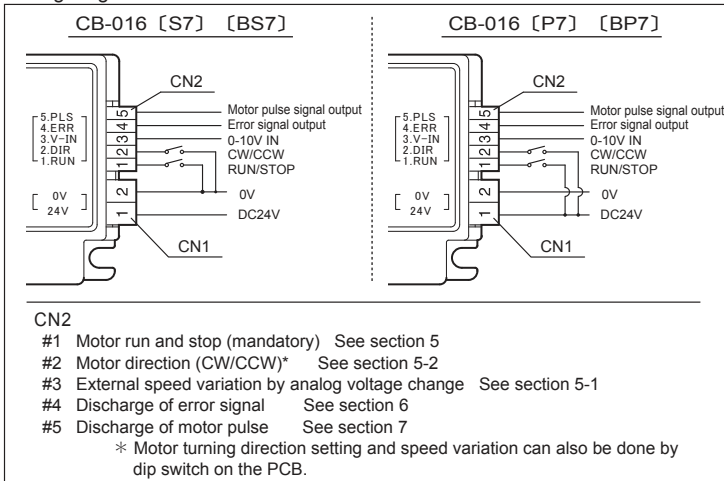 CB-016〔S7〕〔BS7〕
CN2
5.PLS
4.ERR
3.V-IN
2.DIR
1.RUN
0V
24V
5
4
3
2
1
2
1
Motor pulse signal output
Error signal output
0-10V IN
CW/CCW
RUN/STOP
0V
DC24V
CN1
CB-016〔P7〕〔BP7〕
CN2
5.PLS
4.ERR
3.V-IN
2.DIR
1.RUN
0V
24V
5
4
3
2
1
2
1
Motor pulse signal output
Error signal output
0-10V IN
CW/CCW
RUN/STOP
0V
DC24V
CN1
CN2
#1 Motor run and stop (mandatory) See section 5
#2 Motor direction (CW/CCW)* See section 5-2
#3 External speed variation by analog voltage change See section 5-1
#4 Discharge of error signal See section 6
#5 Discharge of motor pulse See section 7
＊ Motor turning direction setting and speed variation can also be done by
dip switch on the PCB.